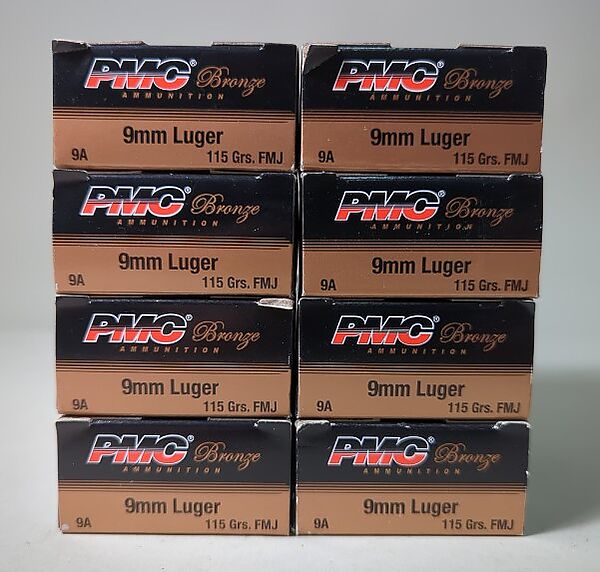 PMC® Bronze
AMMUNITION
9mm Luger
9A 115 Grs. FMJ
PMC® Bronze
AMMUNITION
9mm Luger
9A 115 Grs. FMJ
PMC® Bronze
AMMUNITION
9mm Luger
9A 115 Grs. FMJ
PMC® Bronze
AMMUNITION
9mm Luger
9A 115 Grs. FMJ
PMC® Bronze
AMMUNITION
9mm Luger
9A 115 Grs. FMJ
PMC® Bronze
AMMUNITION
9mm Luger
9A 115 Grs. FMJ
PMC® Bronze
AMMUNITION
9mm Luger
9A 115 Grs. FMJ
PMC® Bronze
AMMUNITION
9mm Luger
9A 115 Grs. FMJ